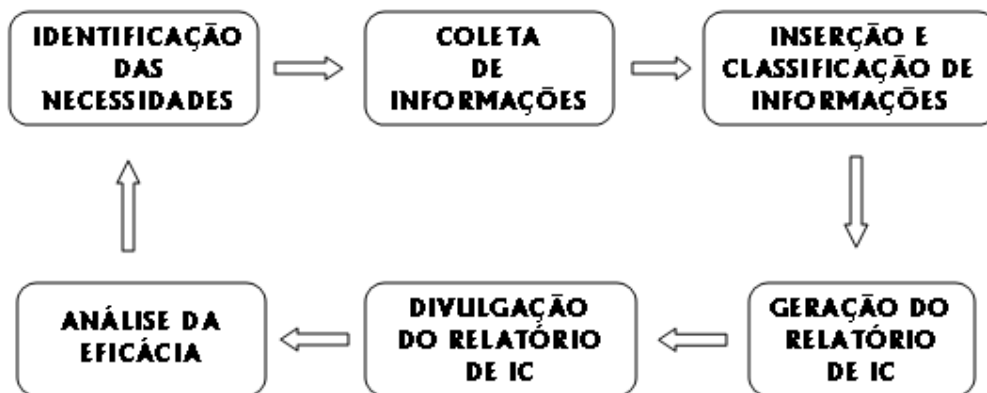 IDENTIFICAÇÃO
DAS
NECESSIDADES
COLETA
DE
INFORMAÇÕES
INSERÇÃO E
CLASSIFICAÇÃO DE
INFORMAÇÕES
GERAÇÃO DO
RELATÓRIO
DE IC
DIVULGAÇÃO
DO RELATÓRIO
DE IC
ANÁLISE DA
EFICÁCIA